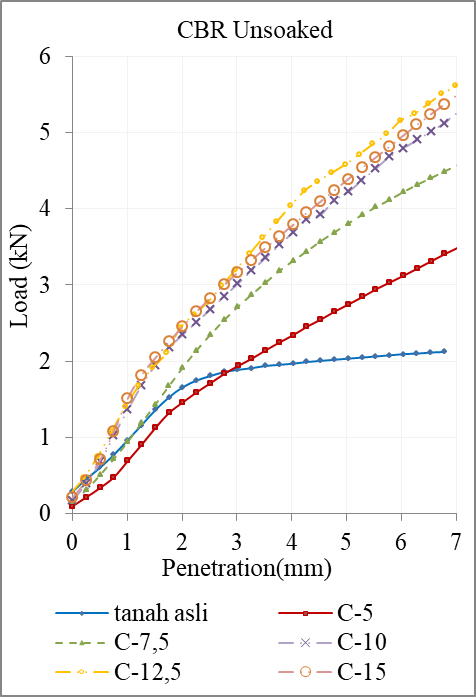 CBR Unsoaked
6
5
4
3
2
1
0
Load (kN)
0 1 2 3 4 5 6 7
Penetration(mm)
tanah asli C-5
C-7,5 C-10
C-12,5 C-15